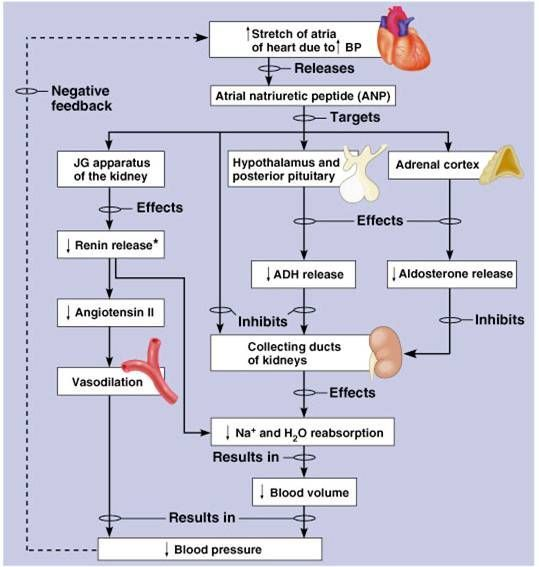 ↑Stretch of atria
of heart due to↑ BP
Releases
Negative
feedback
Atrial natriuretic peptide (ANP)
Targets
JG apparatus
of the kidney
Hypothalamus and
posterior pituitary
Adrenal cortex
Effects
Effects
↓ Renin release*
↓ ADH release
↓ Aldosterone release
↓ Angiotensin II
Inhibits
Inhibits
Collecting ducts
of kidneys
Vasodilation
Effects
↓ Na⁺ and H₂O reabsorption
Results in
↓ Blood volume
Results in
↓ Blood pressure